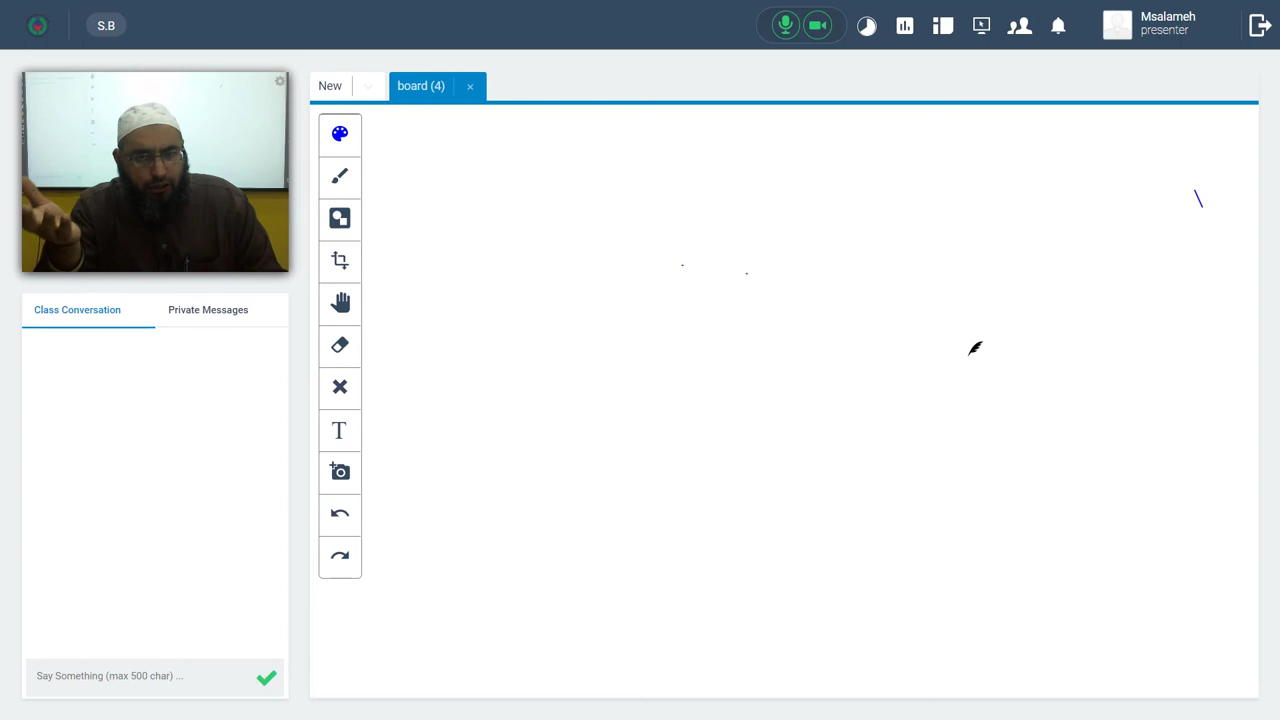 S.B
Msalameh
presenter
New
board (4)
Class Conversation
Private Messages
T
Say Something (max 500 char) ...